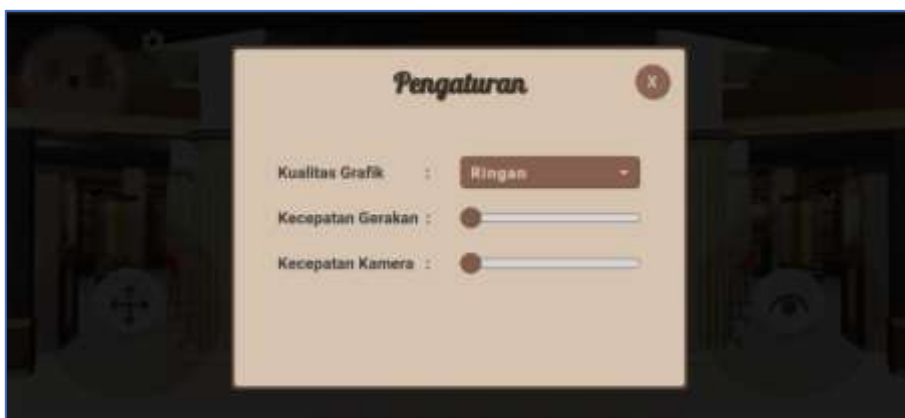 Pengaturan
X
Kualitas Grafik : Ringan
Kecepatan Gerakan :
Kecepatan Kamera :